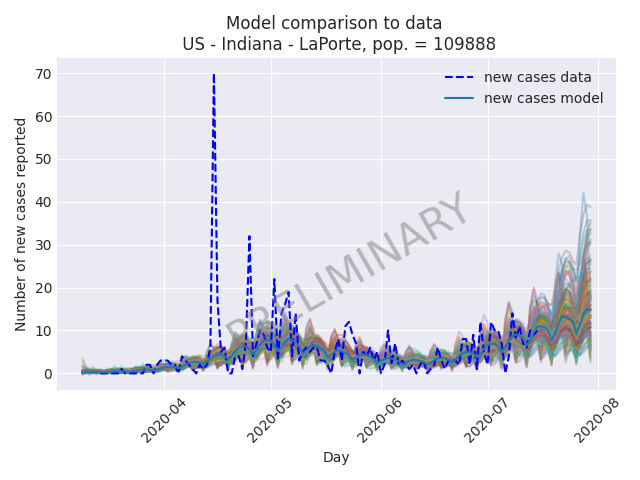 Model comparison to data
US - Indiana - LaPorte, pop. = 109888
new cases data
new cases model
PRELIMINARY
Number of new cases reported
70
60
50
40
30
20
10
0
2020-04
2020-05
2020-06
2020-07
2020-08
Day